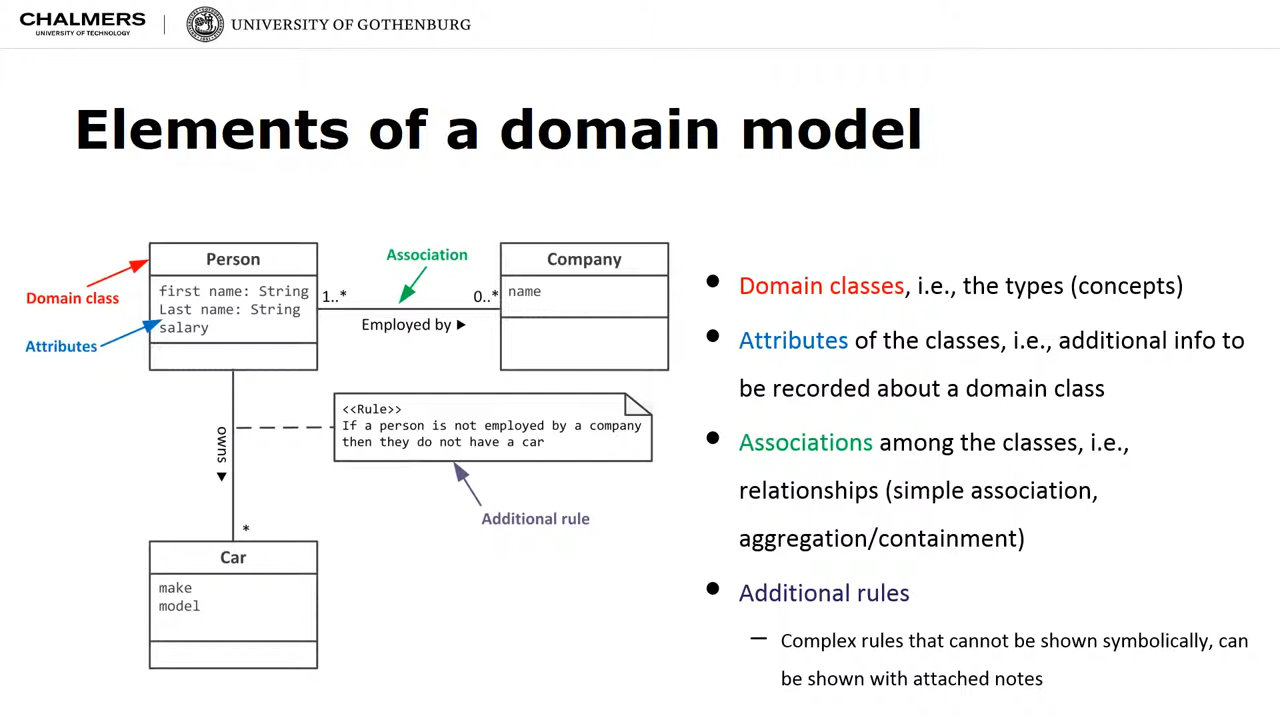 CHALMERS
UNIVERSITY OF TECHNOLOGY
UNIVERSITY OF GOTHENBURG
Elements of a domain model
Person
first name: String
Last name: String
salary
Domain class
Attributes
Association
1..*
0..*
Employed by ▶
Company
name
owns ▶
*
<<Rule>>
If a person is not employed by a company
then they do not have a car
Additional rule
Car
make
model
• Domain classes, i.e., the types (concepts)
• Attributes of the classes, i.e., additional info to
be recorded about a domain class
• Associations among the classes, i.e.,
relationships (simple association,
aggregation/containment)
• Additional rules
– Complex rules that cannot be shown symbolically, can
be shown with attached notes